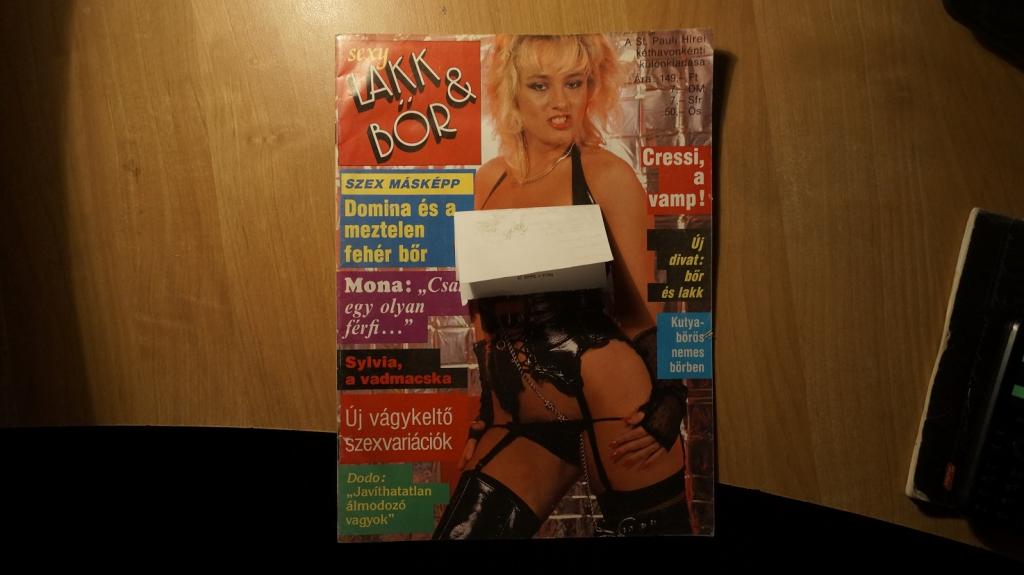 sexy
LAKK
&
BŐR
A St. Pauli Hírei
kéthavonkénti
különkiadása
Ára: 149,- Ft
7,- DM
7,- Sfr
50,- Ös
SZEX MÁSKÉPP
Domina és a
meztelen
fehér bőr
Mona: „Csa
egy olyan
férfi..."
Sylvia,
a vadmacska
Új vágykeltő
szexvariációk
Dodo:
„Javíthatatlan
álmodozó
vagyok"
Cressi,
a
vamp!
Új
divat:
bőr
és lakk
Kutya-
bőrös
nemes
bőrben